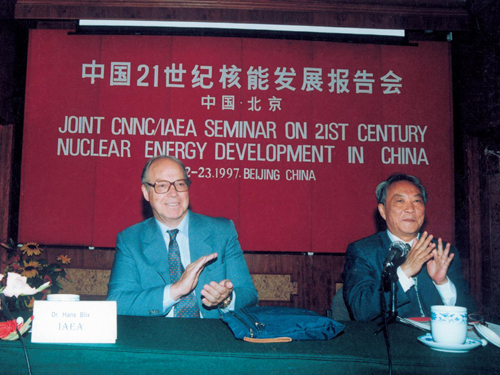 中国21世纪核能发展报告会
中国·北京
JOINT CNNC/IAEA SEMINAR ON 21ST CENTURY
NUCLEAR ENERGY DEVELOPMENT IN CHINA
2-23.1997. BEIJING CHINA
Dr. Hans Blix
IAEA